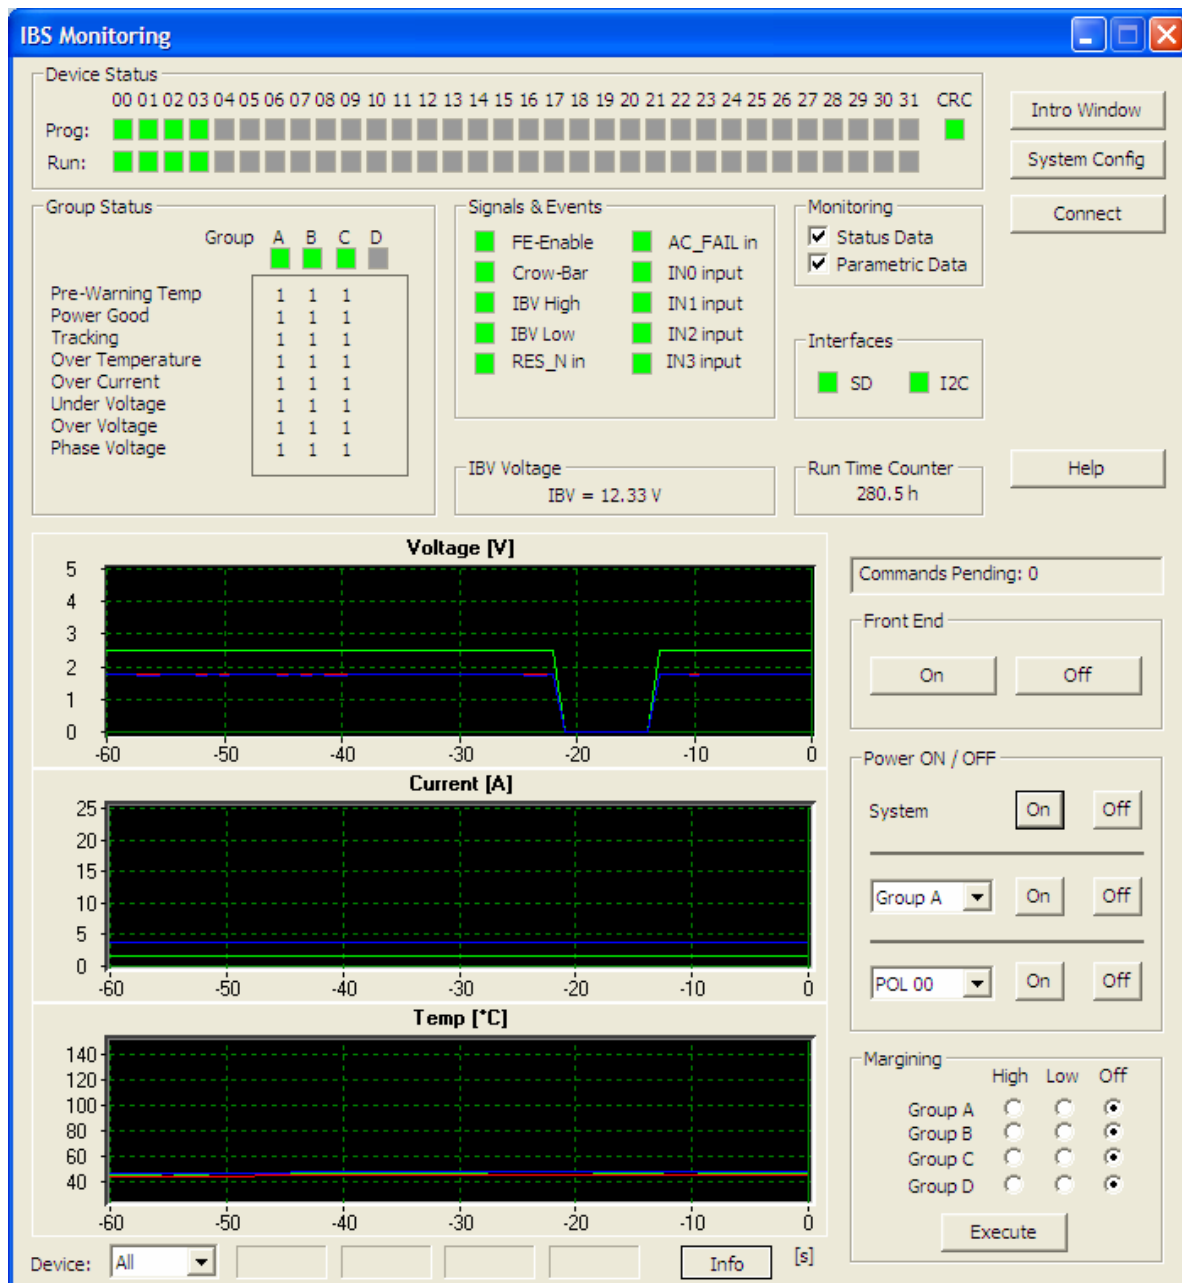 IBS Monitoring
Device Status
00 01 02 03 04 05 06 07 08 09 10 11 12 13 14 15 16 17 18 19 20 21 22 23 24 25 26 27 28 29 30 31 CRC
Prog:
Run:
Intro Window
System Config
Connect
Group Status
Group A B C D
Pre-Warning Temp 1 1 1
Power Good 1 1 1
Tracking 1 1 1
Over Temperature 1 1 1
Over Current 1 1 1
Under Voltage 1 1 1
Over Voltage 1 1 1
Phase Voltage 1 1 1
Signals & Events
FE-Enable AC_FAIL in
Crow-Bar IN0 input
IBV High IN1 input
IBV Low IN2 input
RES_N in IN3 input
Monitoring
Status Data
Parametric Data
Interfaces
SD I2C
IBV Voltage
IBV = 12.33 V
Run Time Counter
280.5 h
Help
Voltage [V]
5
4
3
2
1
0
-60 -50 -40 -30 -20 -10 0
Current [A]
25
20
15
10
5
0
-60 -50 -40 -30 -20 -10 0
Temp [*C]
140
120
100
80
60
40
-60 -50 -40 -30 -20 -10 0
Device: All Info [s]
Commands Pending: 0
Front End
On Off
Power ON / OFF
System On Off
Group A On Off
POL 00 On Off
Margining
High Low Off
Group A
Group B
Group C
Group D
Execute